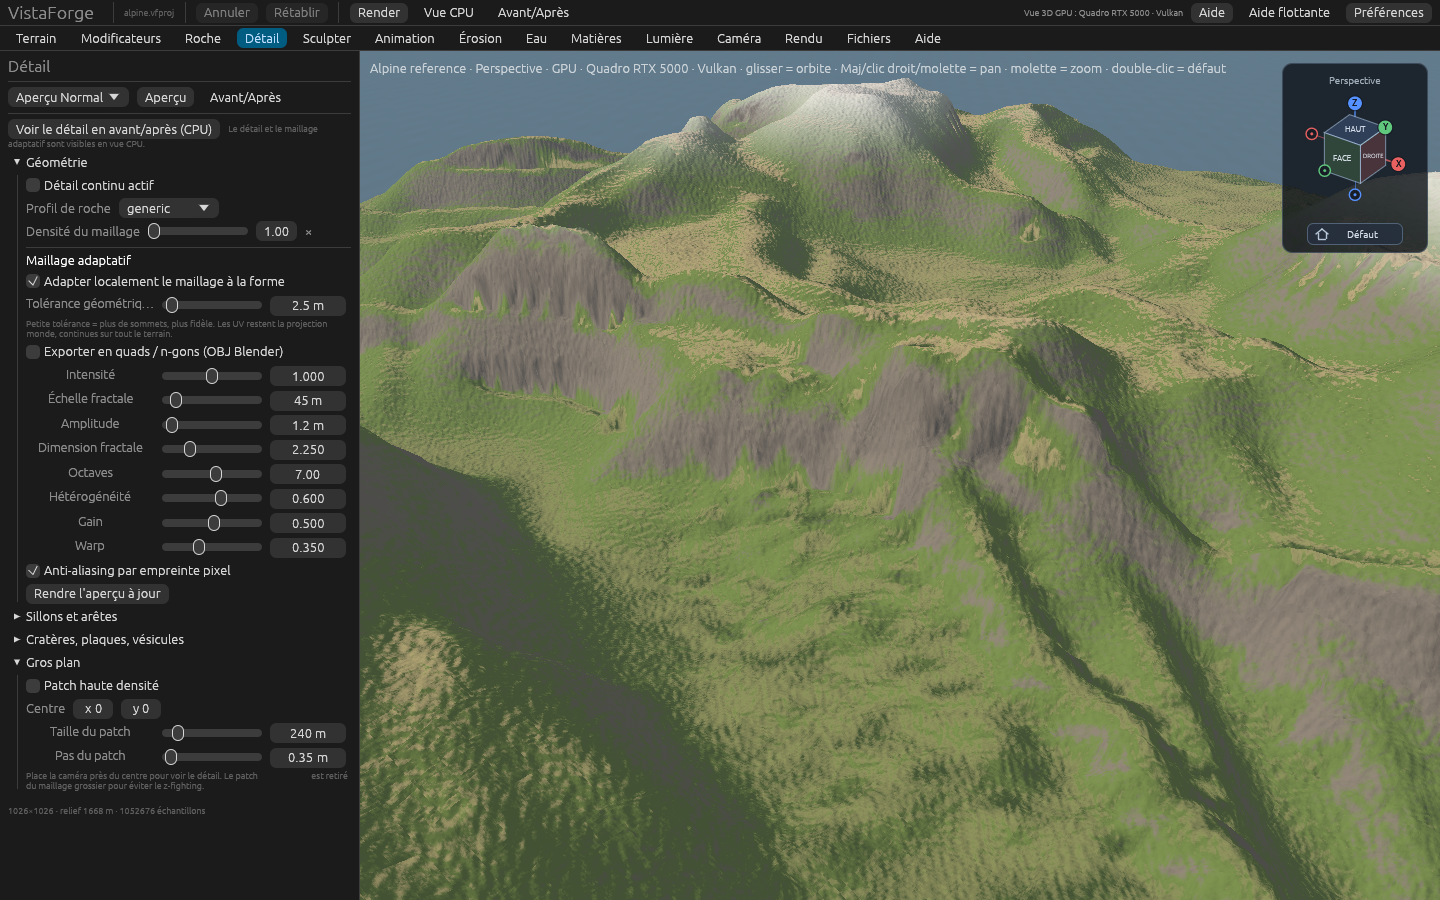 VistaForge alpine.vfproj Annuler Rétablir Render Vue CPU Avant/Après Vue 3D GPU : Quadro RTX 5000 · Vulkan Aide Aide flottante Préférences
Terrain Modificateurs Roche Détail Sculpter Animation Érosion Eau Matières Lumière Caméra Rendu Fichiers Aide
Détail
Aperçu Normal Aperçu Avant/Après
Voir le détail en avant/après (CPU) Le détail et le maillage
adaptatif sont visibles en vue CPU.
Géométrie
Détail continu actif
Profil de roche generic
Densité du maillage 1.00 ×
Maillage adaptatif
Adapter localement le maillage à la forme
Tolérance géométriq… 2.5 m
Petite tolérance = plus de sommets, plus fidèle. Les UV restent la projection
monde, continues sur tout le terrain.
Exporter en quads / n-gons (OBJ Blender)
Intensité 1.000
Échelle fractale 45 m
Amplitude 1.2 m
Dimension fractale 2.250
Octaves 7.00
Hétérogénéité 0.600
Gain 0.500
Warp 0.350
Anti-aliasing par empreinte pixel
Rendre l'aperçu à jour
Sillons et arêtes
Cratères, plaques, vésicules
Gros plan
Patch haute densité
Centre x 0 y 0
Taille du patch 240 m
Pas du patch 0.35 m
Place la caméra près du centre pour voir le détail. Le patch est retiré
du maillage grossier pour éviter le z-fighting.
1026×1026 · relief 1668 m · 1052676 échantillons
Alpine reference · Perspective · GPU · Quadro RTX 5000 · Vulkan · glisser = orbite · Maj/clic droit/molette = pan · molette = zoom · double-clic = défaut
Perspective
Z
HAUT
Y
FACE
DROITE
X
Défaut